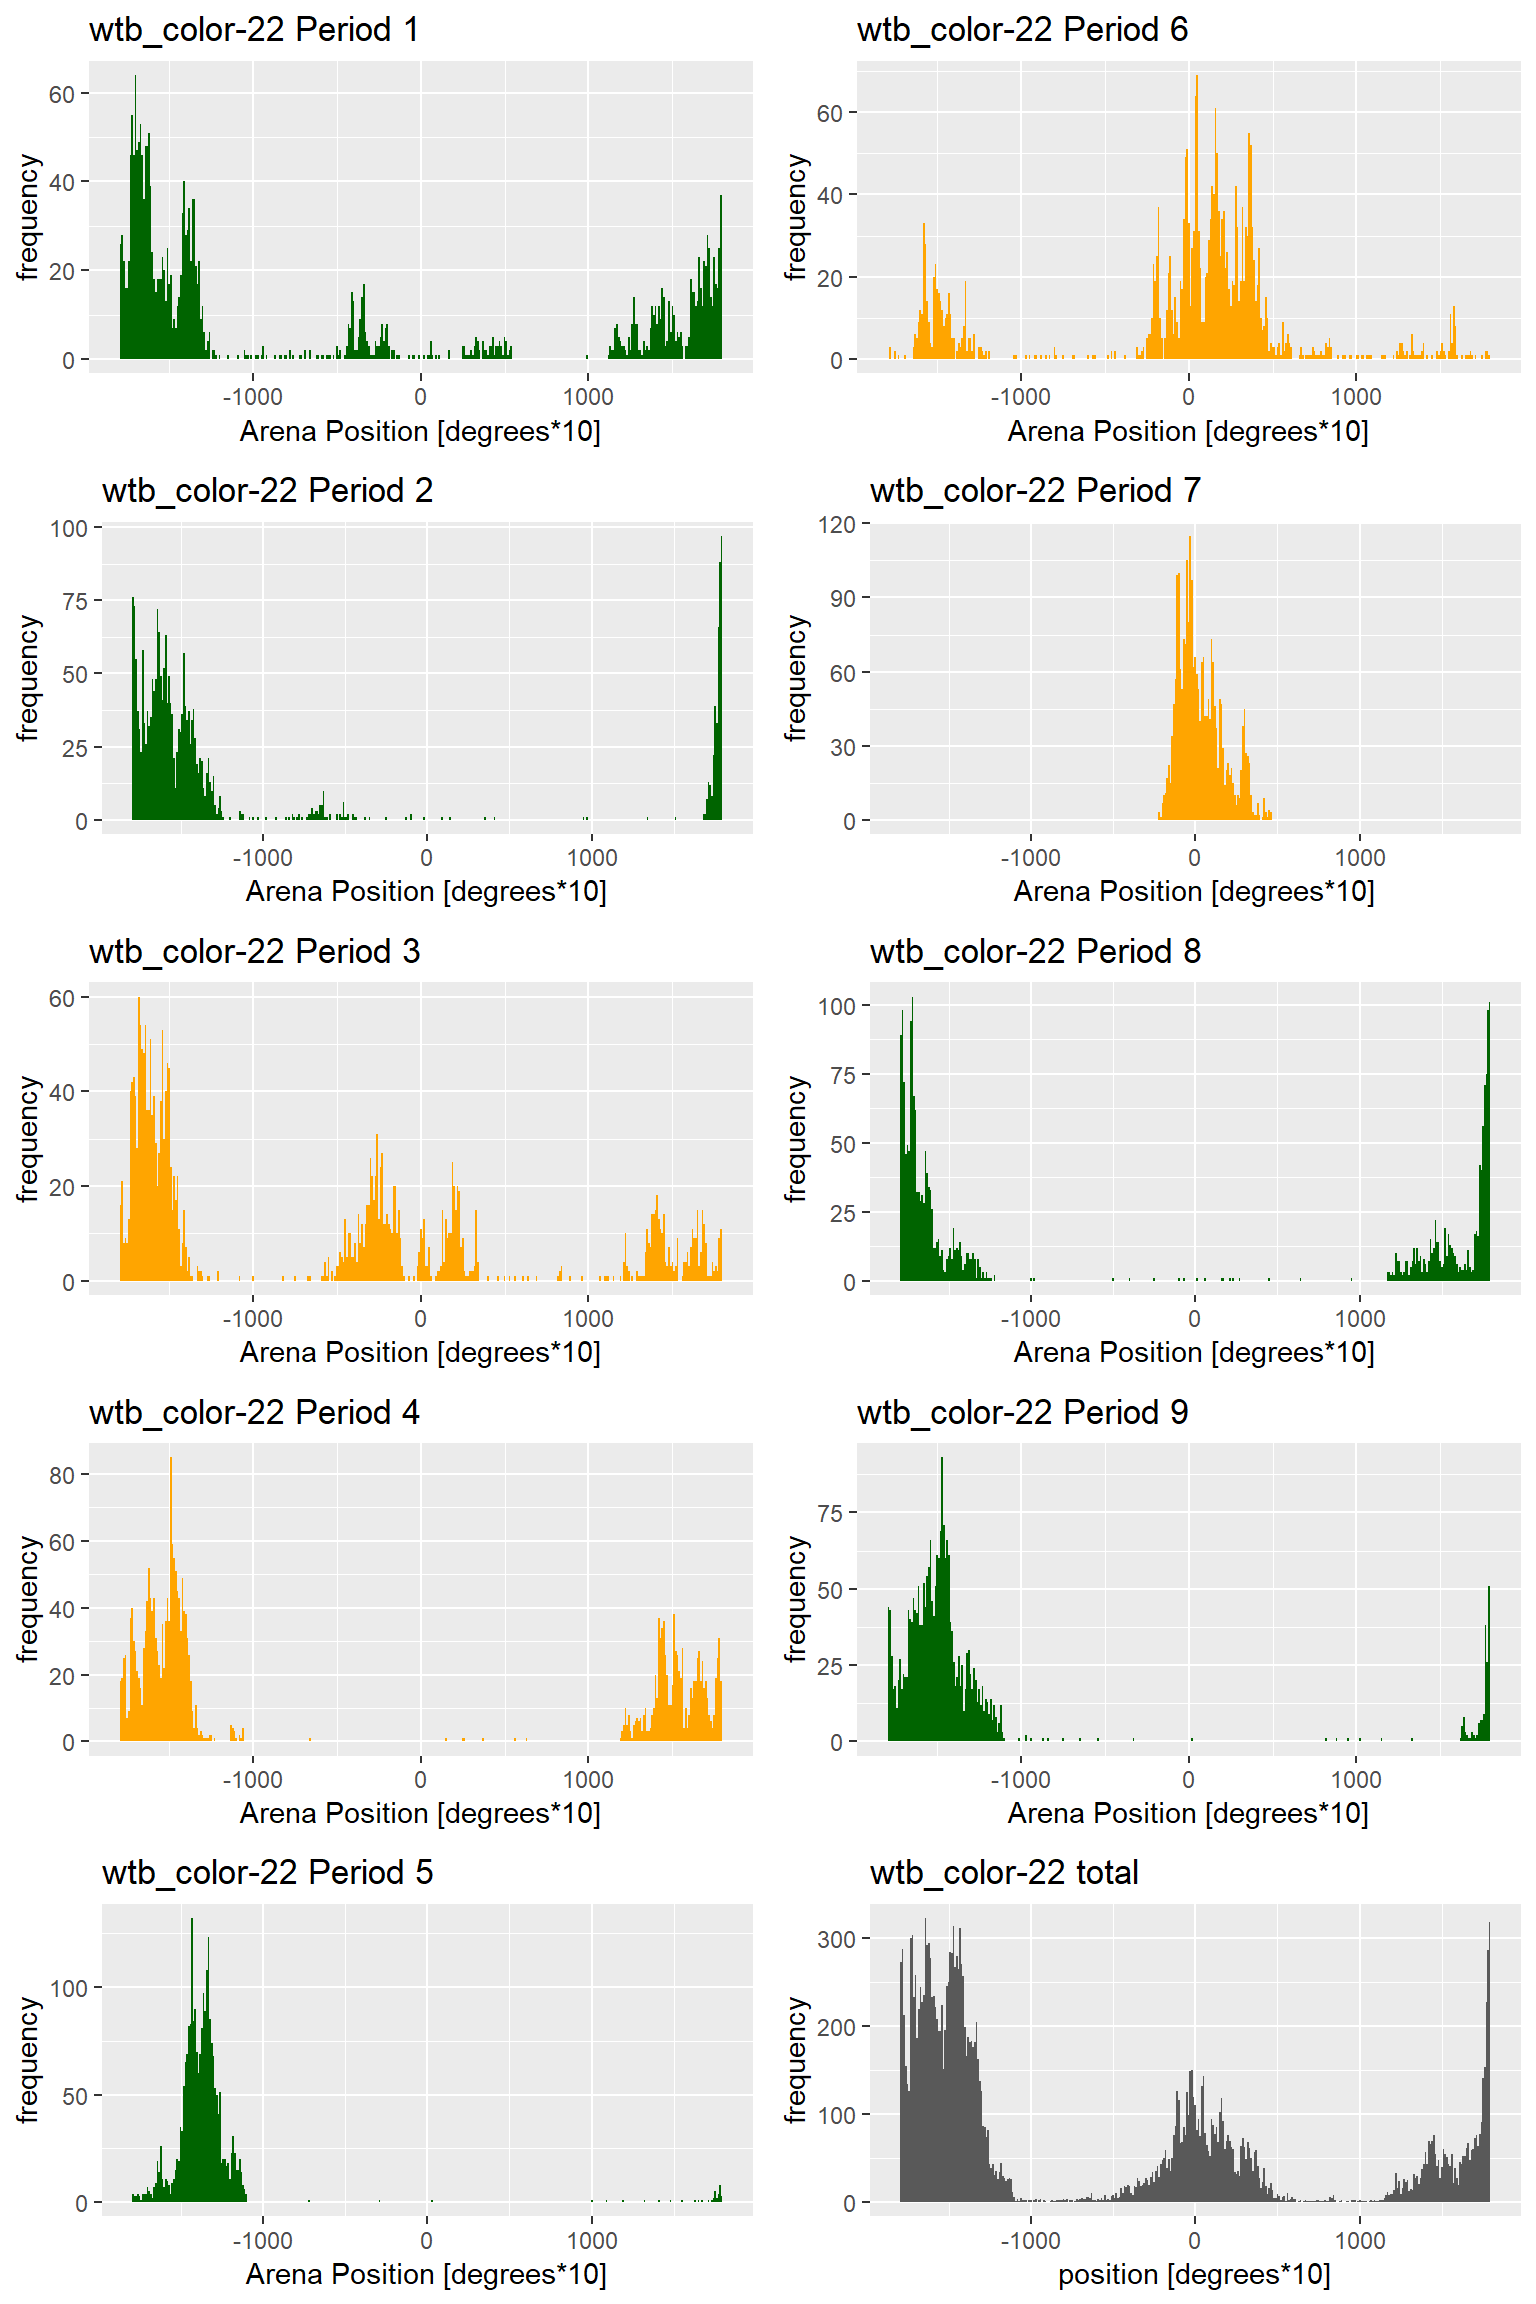 wtb_color-22 Period 1
frequency
60
40
20
0
-1000 0 1000
Arena Position [degrees*10]
wtb_color-22 Period 6
frequency
60
40
20
0
-1000 0 1000
Arena Position [degrees*10]
wtb_color-22 Period 2
frequency
100
75
50
25
0
-1000 0 1000
Arena Position [degrees*10]
wtb_color-22 Period 7
frequency
120
90
60
30
0
-1000 0 1000
Arena Position [degrees*10]
wtb_color-22 Period 3
frequency
60
40
20
0
-1000 0 1000
Arena Position [degrees*10]
wtb_color-22 Period 8
frequency
100
75
50
25
0
-1000 0 1000
Arena Position [degrees*10]
wtb_color-22 Period 4
frequency
80
60
40
20
0
-1000 0 1000
Arena Position [degrees*10]
wtb_color-22 Period 9
frequency
75
50
25
0
-1000 0 1000
Arena Position [degrees*10]
wtb_color-22 Period 5
frequency
100
50
0
-1000 0 1000
Arena Position [degrees*10]
wtb_color-22 total
frequency
300
200
100
0
-1000 0 1000
position [degrees*10]